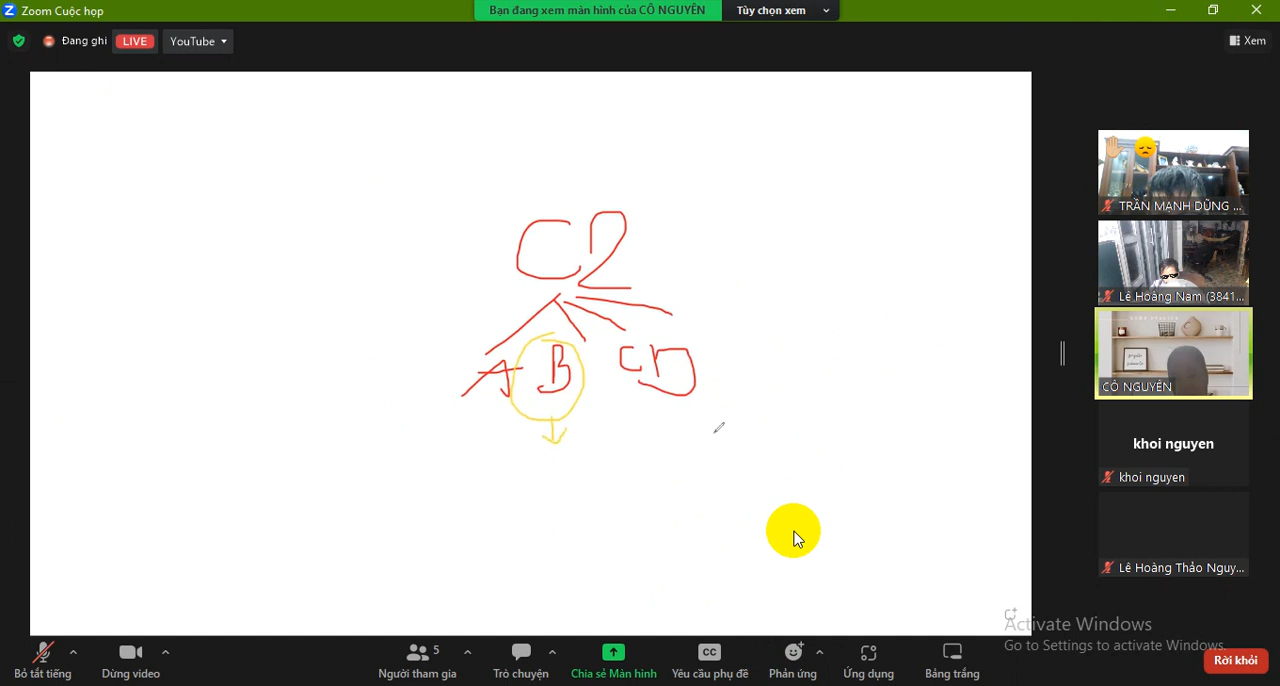 Zoom Cuộc họp
Bạn đang xem màn hình của CÔ NGUYÊN
Tùy chọn xem
Đang ghi
LIVE
YouTube
Xem
C2
A B C D
TRẦN MẠNH DŨNG ...
Lê Hoàng Nam (3841...
CÔ NGUYÊN
khoi nguyen
khoi nguyen
Lê Hoàng Thảo Nguy...
Activate Windows
Go to Settings to activate Windows.
5
CC
Bỏ tắt tiếng
Dừng video
Người tham gia
Trò chuyện
Chia sẻ Màn hình
Yêu cầu phụ đề
Phản ứng
Ứng dụng
Bảng trắng
Rời khỏi